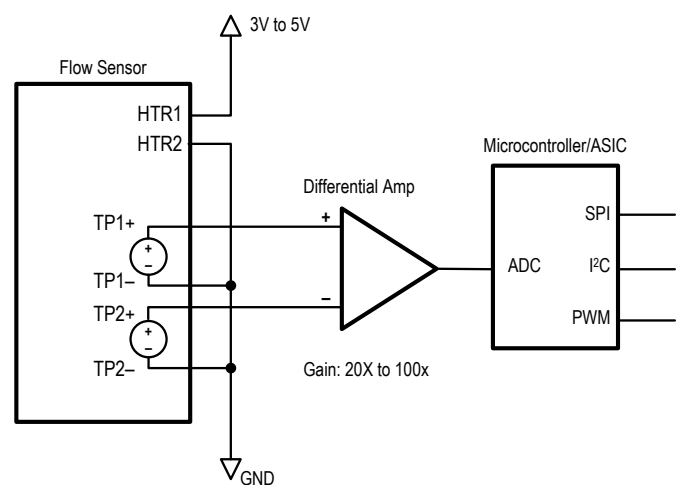 3V to 5V
Flow Sensor
HTR1
HTR2
Microcontroller/ASIC
Differential Amp
SPI
TP1+
+
+
–
ADC
I²C
TP1–
TP2+
–
+
–
PWM
TP2–
Gain: 20X to 100x
GND